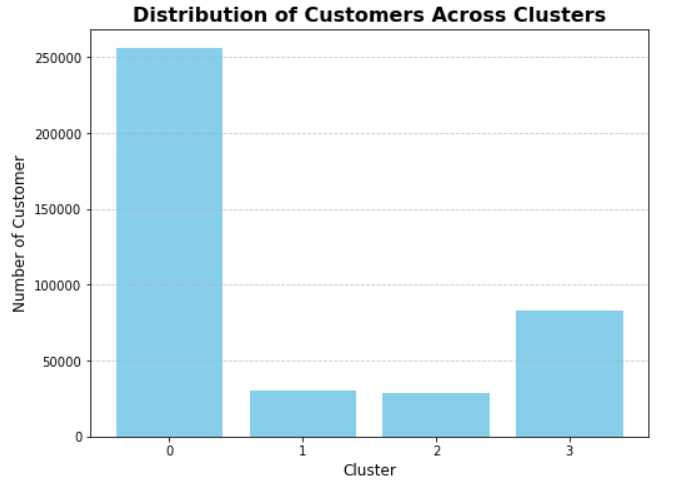 Distribution of Customers Across Clusters
250000
200000
150000
100000
50000
0
Number of Customer
0 1 2 3
Cluster